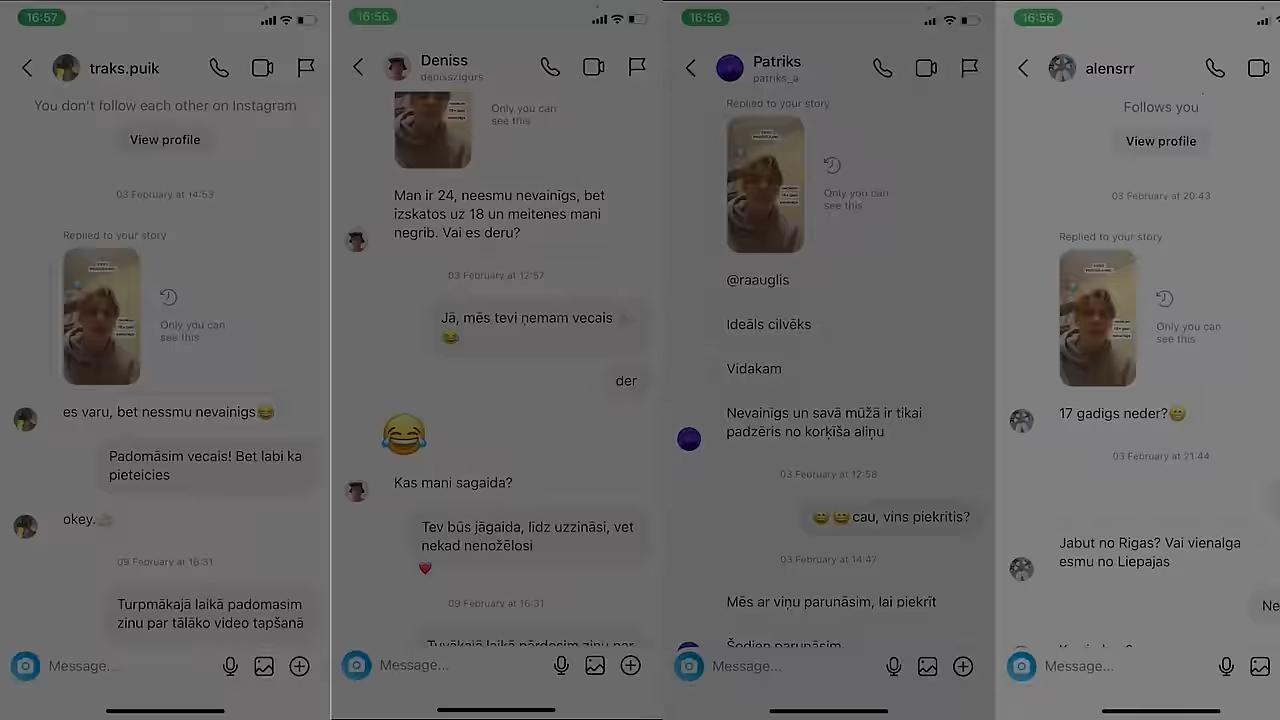 16:57
traks.puik
You don't follow each other on Instagram
View profile
03 February at 14:53
Replied to your story
Only you can
see this
es varu, bet nessmu nevainigs😂
Padomāsim vecais! Bet labi ka
pieteicies
okey.
09 February at 16:31
Turpmākajā laikā padomasim
zinu par tālāko video tapšanā
Message...
16:56
Deniss
denisszigurs
Only you can
see this
Man ir 24, neesmu nevainīgs, bet
izskatos uz 18 un meitenes mani
negrib. Vai es deru?
03 February at 12:57
Jā, mēs tevi ņemam vecais
😂
der
😂
Kas mani sagaida?
Tev būs jāgaida, līdz uzzināsi, vet
nekad nenožēlosi
❤️
09 February at 16:31
Message...
16:56
Patriks
patriks_a
Replied to your story
Only you can
see this
@raauglis
Ideāls cilvēks
Vidakam
Nevainīgs un savā mūžā ir tikai
padzēris no korķīša aliņu
03 February at 12:58
😄 😄 cau, vins piekritis?
03 February at 14:47
Mēs ar viņu parunāsim, lai piekrīt
Šodien parunāsim
Message...
16:56
alensrr
Follows you
View profile
03 February at 20:43
Replied to your story
Only you can
see this
17 gadigs neder?😁
03 February at 21:44
Jabut no Rigas? Vai vienalga
esmu no Liepajas
Ne
Message...